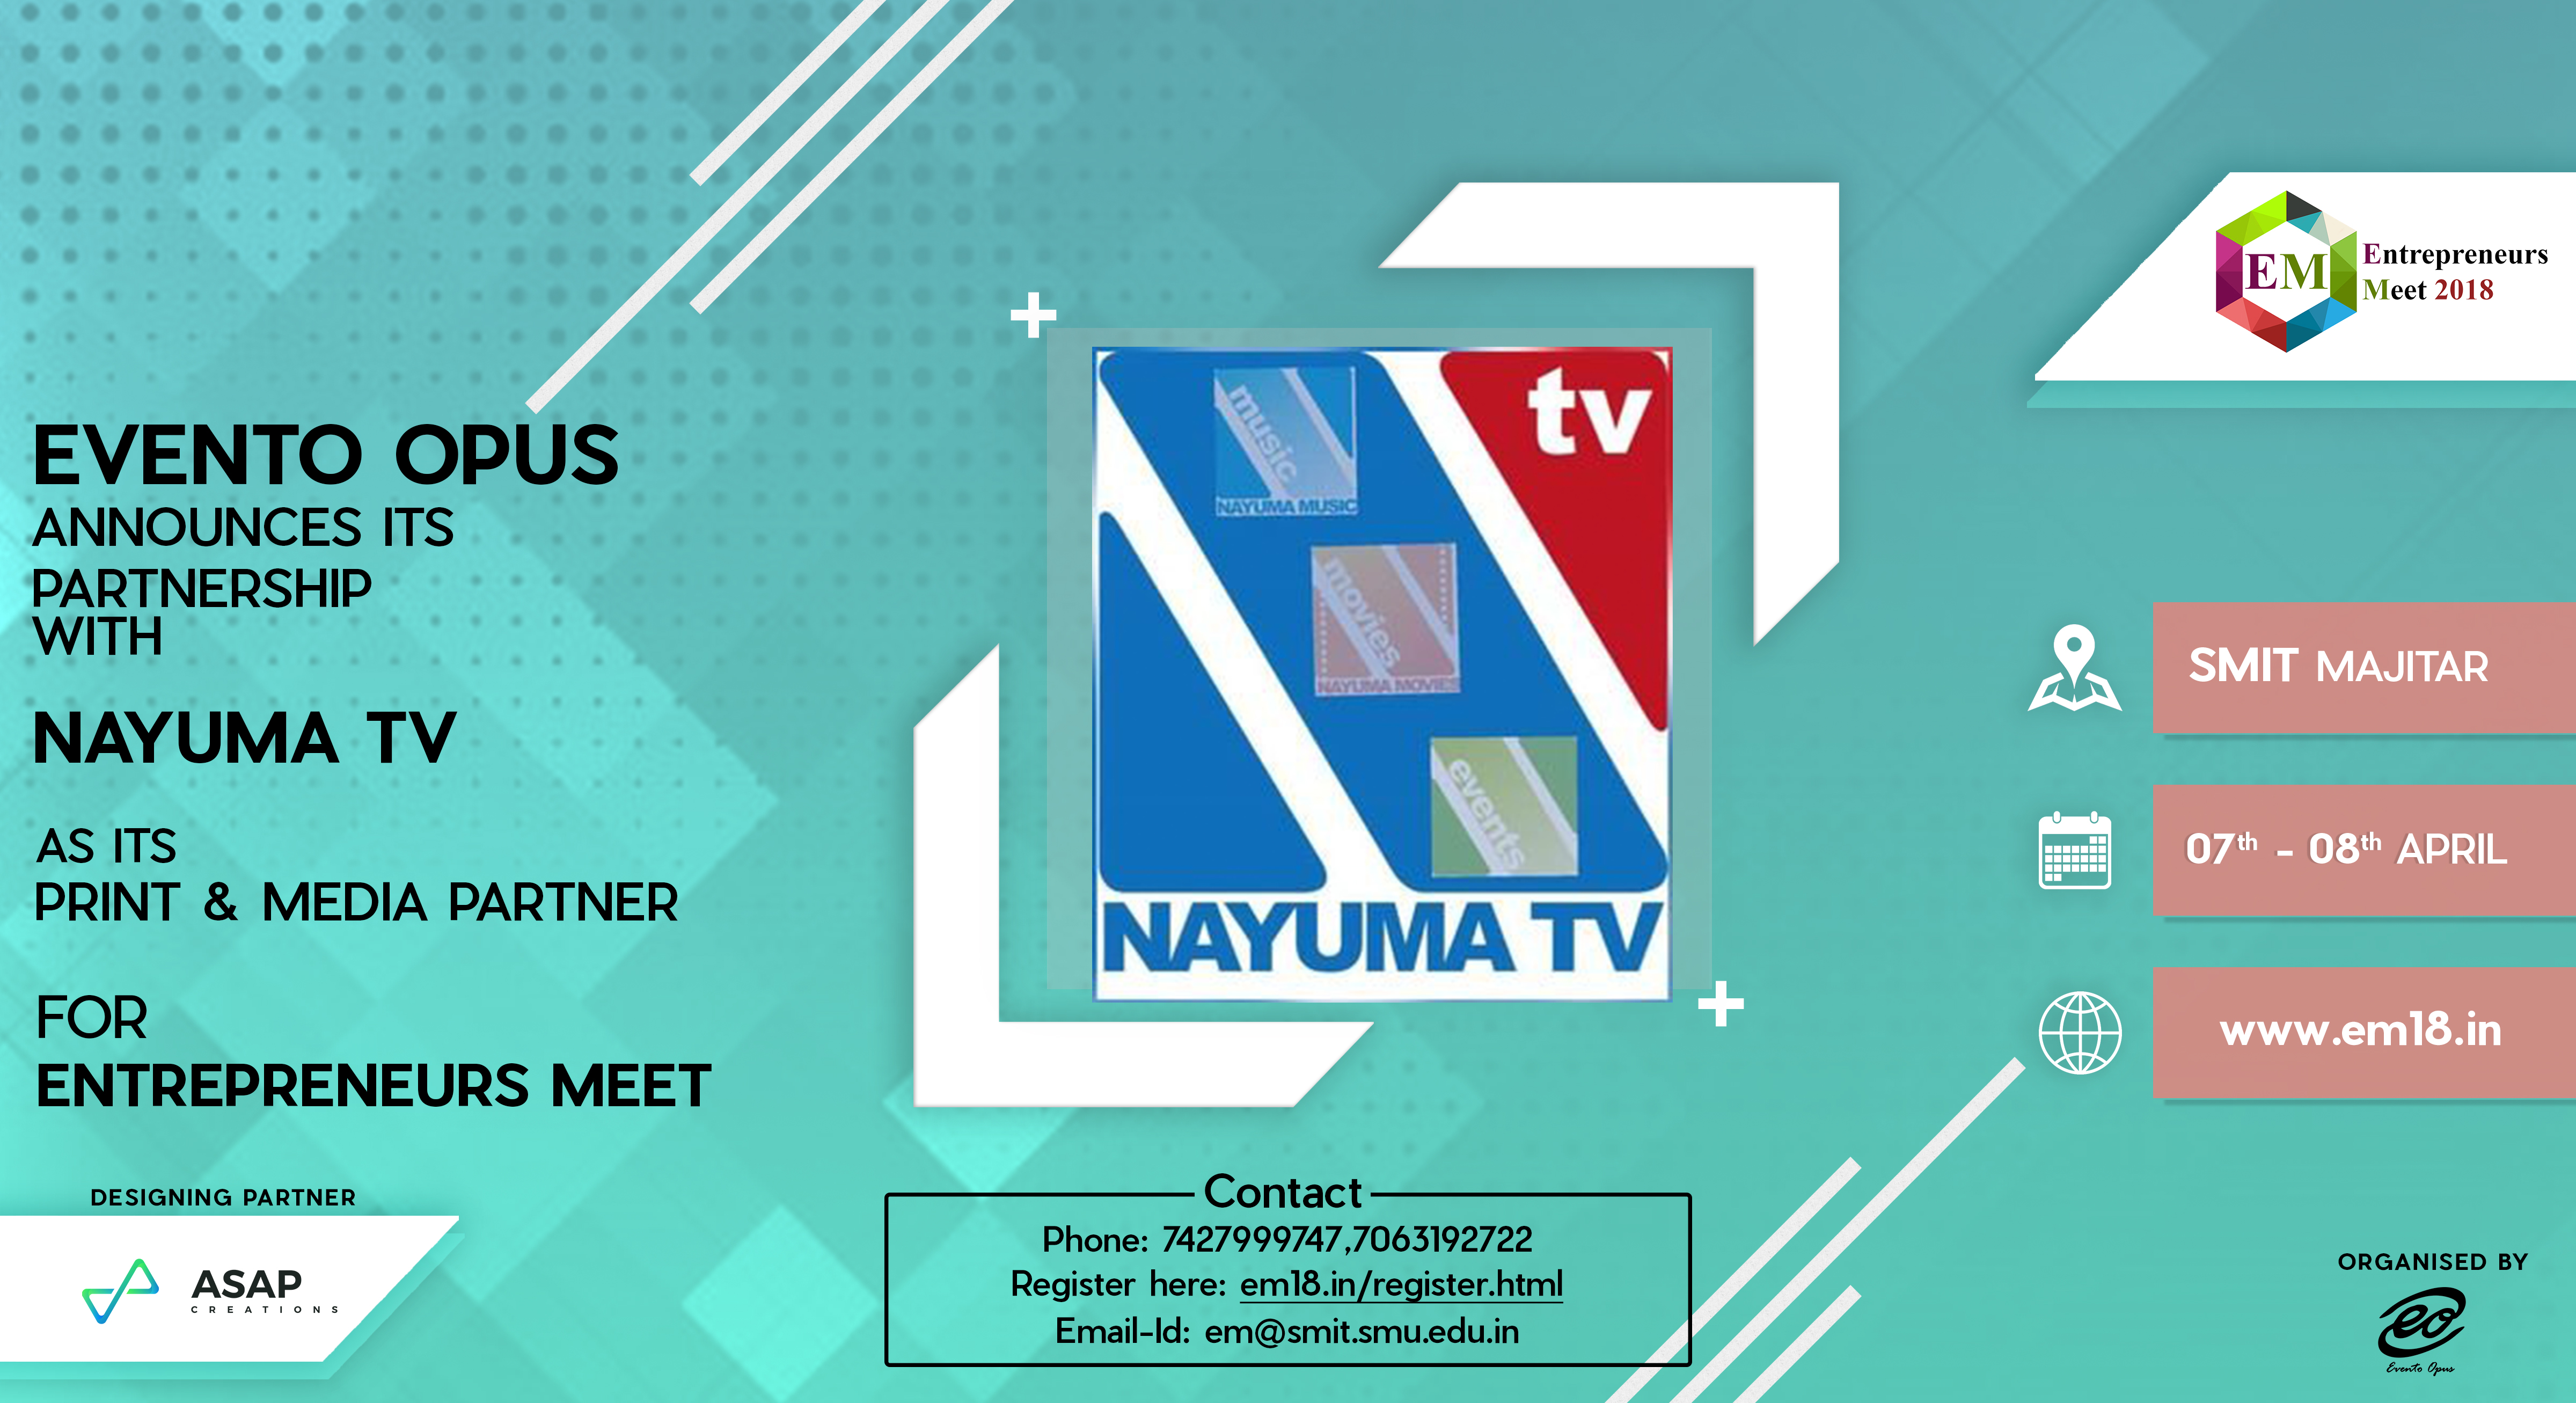 EVENTO OPUS
ANNOUNCES ITS
PARTNERSHIP
WITH
NAYUMA TV
AS ITS
PRINT & MEDIA PARTNER
FOR
ENTREPRENEURS MEET
DESIGNING PARTNER
ASAP
CREATIONS
tv
music
NAYUMA MUSIC
movies
NAYUMA MOVIES
events
NAYUMA TV
Contact
Phone: 7427999747,7063192722
Register here: em18.in/register.html
Email-Id: em@smit.smu.edu.in
EM
Entrepreneurs
Meet 2018
SMIT MAJITAR
07th - 08th APRIL
www.em18.in
ORGANISED BY
eo
Evento Opus